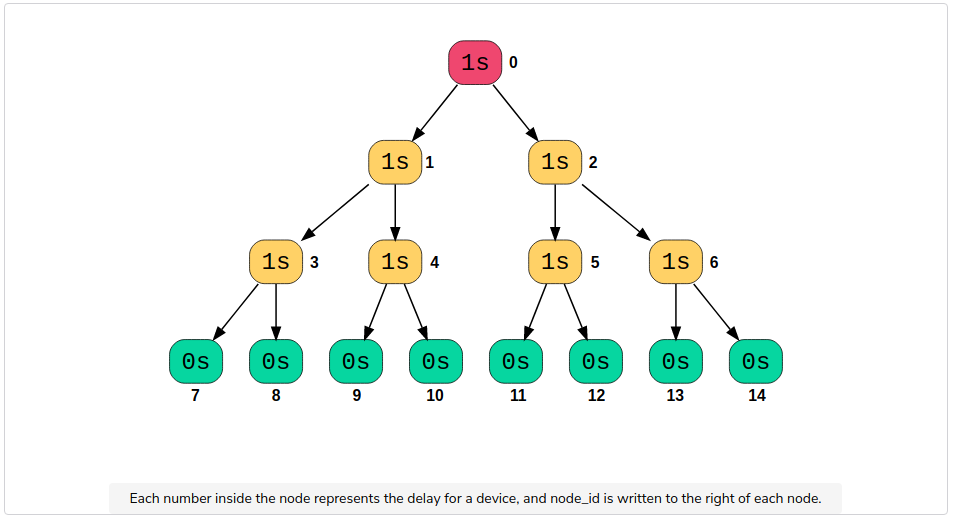 1s 0
1s 1 1s 2
1s 3 1s 4 1s 5 1s 6
0s 0s 0s 0s 0s 0s 0s 0s
7 8 9 10 11 12 13 14
Each number inside the node represents the delay for a device, and node_id is written to the right of each node.